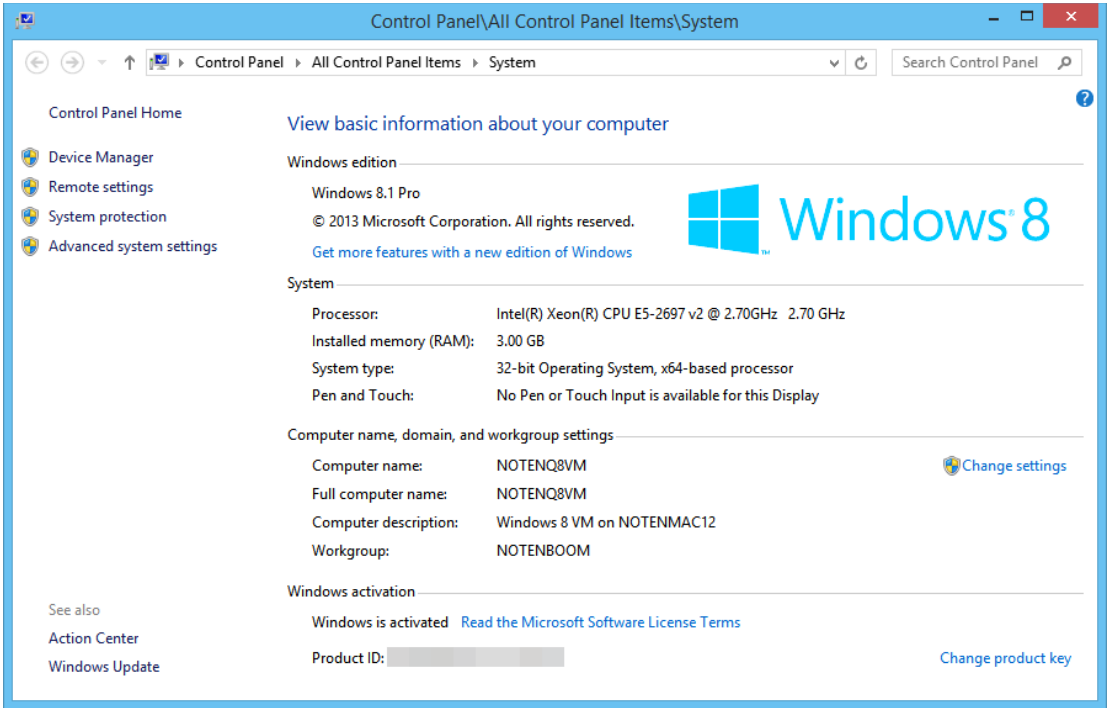 Control Panel\All Control Panel Items\System
Control Panel All Control Panel Items System
Search Control Panel
Control Panel Home
Device Manager
Remote settings
System protection
Advanced system settings
View basic information about your computer
Windows edition
Windows 8.1 Pro
© 2013 Microsoft Corporation. All rights reserved.
Get more features with a new edition of Windows
Windows® 8
™
System
Processor: Intel(R) Xeon(R) CPU E5-2697 v2 @ 2.70GHz 2.70 GHz
Installed memory (RAM): 3.00 GB
System type: 32-bit Operating System, x64-based processor
Pen and Touch: No Pen or Touch Input is available for this Display
Computer name, domain, and workgroup settings
Computer name: NOTENQ8VM
Change settings
Full computer name: NOTENQ8VM
Computer description: Windows 8 VM on NOTENMAC12
Workgroup: NOTENBOOM
Windows activation
Windows is activated Read the Microsoft Software License Terms
Product ID:
Change product key
See also
Action Center
Windows Update